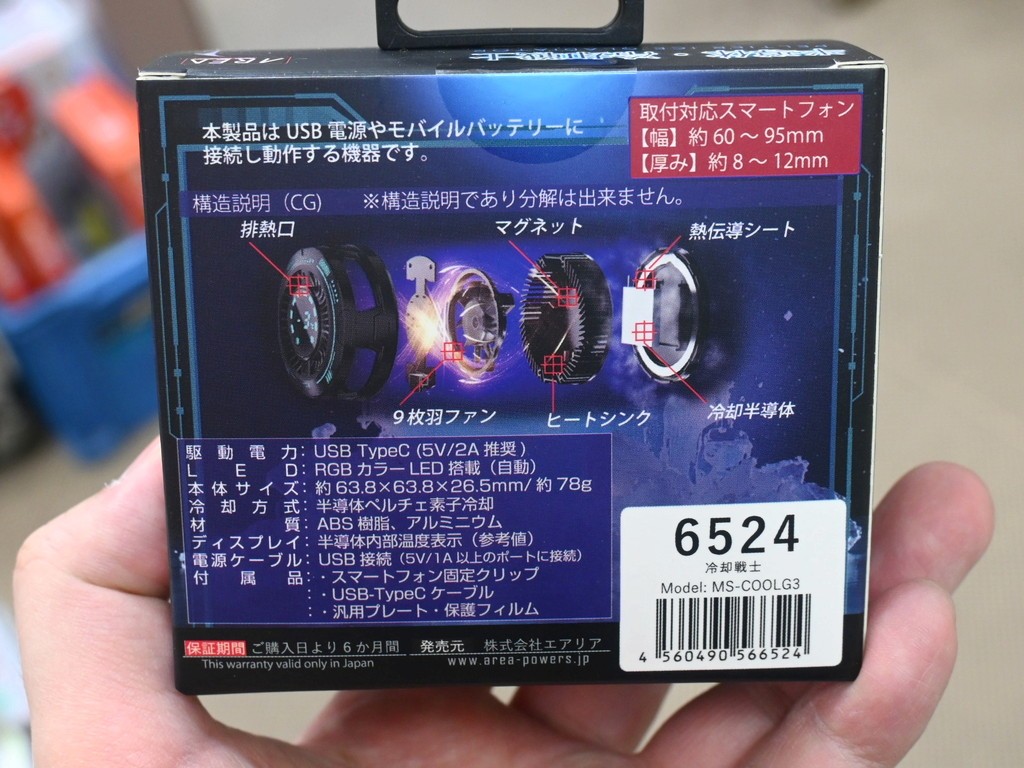 AREA
本製品は USB 電源やモバイルバッテリーに
接続し動作する機器です。
取付対応スマートフォン
【幅】約 60 ~ 95mm
【厚み】約 8 ~ 12mm
構造説明（CG) ※構造説明であり分解は出来ません。
排熱口
マグネット
熱伝導シート
9枚羽ファン
ヒートシンク
冷却半導体
駆動電力：USB TypeC (5V/2A 推奨)
LED：RGB カラー LED 搭載（自動）
本体サイズ：約 63.8×63.8×26.5mm/ 約 78g
冷却方式：半導体ペルチェ素子冷却
材質：ABS 樹脂、アルミニウム
ディスプレイ：半導体内部温度表示（参考値）
電源ケーブル：USB 接続（5V/1A 以上のポートに接続）
付属品：・スマートフォン固定クリップ
：・USB-TypeC ケーブル
：・汎用プレート・保護フィルム
6524
冷却戦士
Model: MS-COOLG3
4 560490 566524
保証期間 ご購入日より 6 か月間 発売元 株式会社エアリア
This warranty valid only in Japan www.area-powers.jp